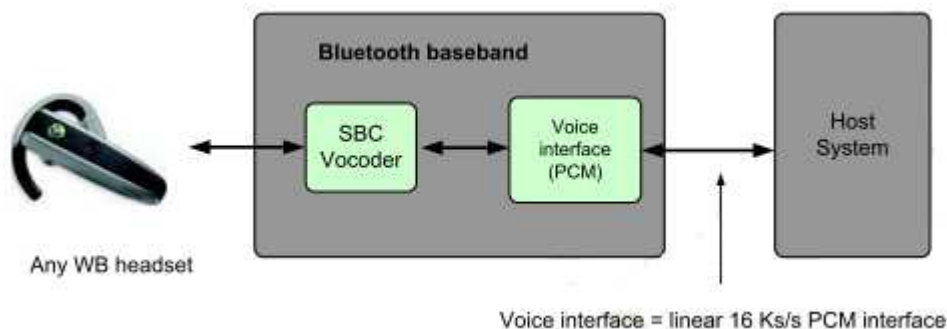 Bluetooth baseband
SBC
Vocoder
Voice
interface
(PCM)
Host
System
Any WB headset
Voice interface = linear 16 Ks/s PCM interface